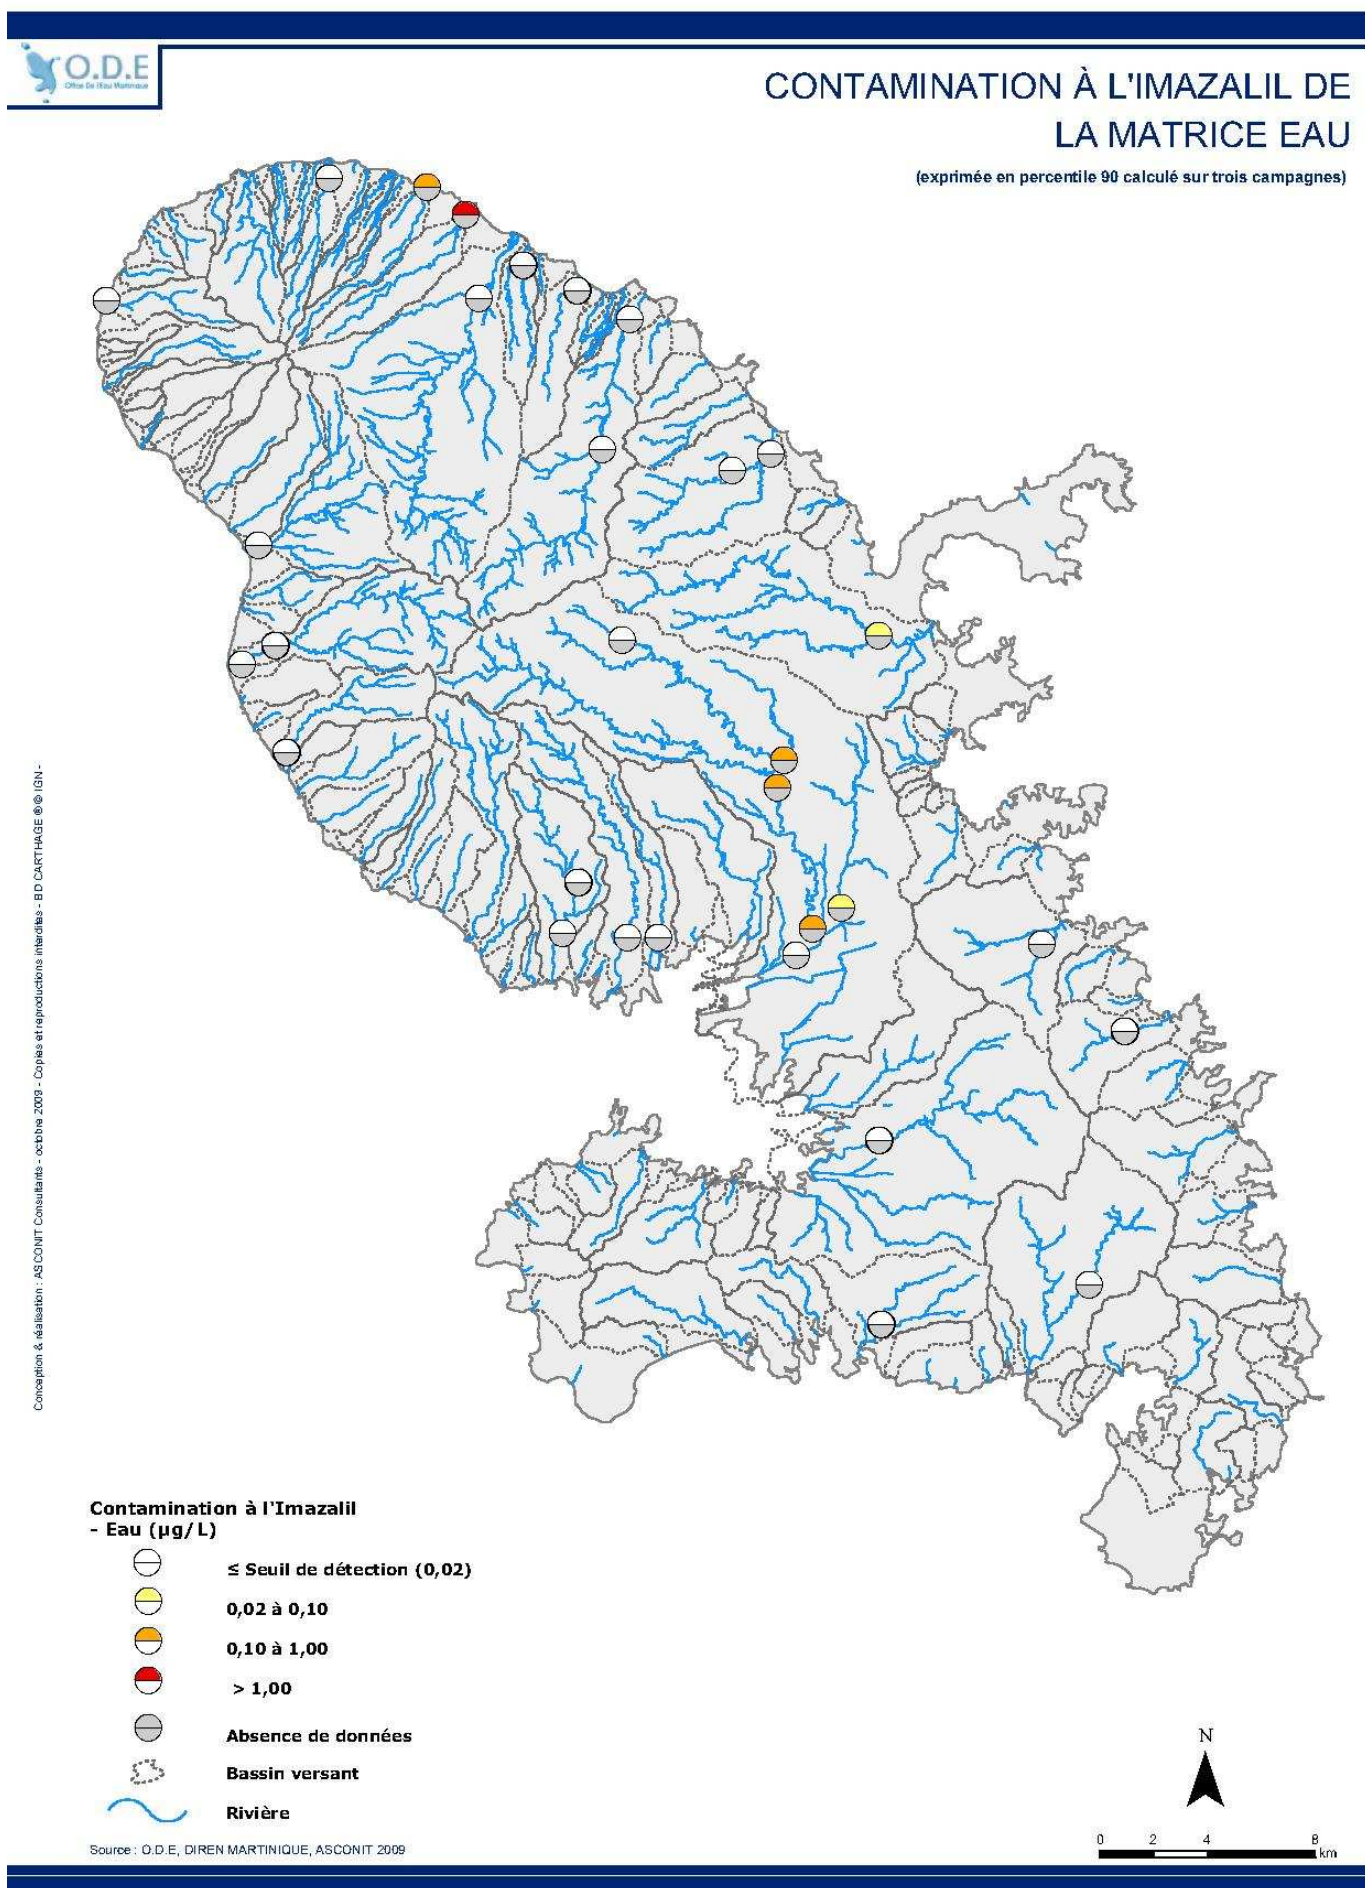 O.D.E
Office De l'Eau Martinique
CONTAMINATION À L'IMAZALIL DE
LA MATRICE EAU
(exprimée en percentile 90 calculé sur trois campagnes)
Conception & réalisation : ASCONIT Consultants - octobre 2009 - Copies et reproductions interdites - BD CARTHAGE ® © IGN -
Contamination à l'Imazalil
- Eau (µg/L)
≤ Seuil de détection (0,02)
0,02 à 0,10
0,10 à 1,00
> 1,00
Absence de données
Bassin versant
Rivière
Source : O.D.E, DIREN MARTINIQUE, ASCONIT 2009
N
0 2 4 8
km